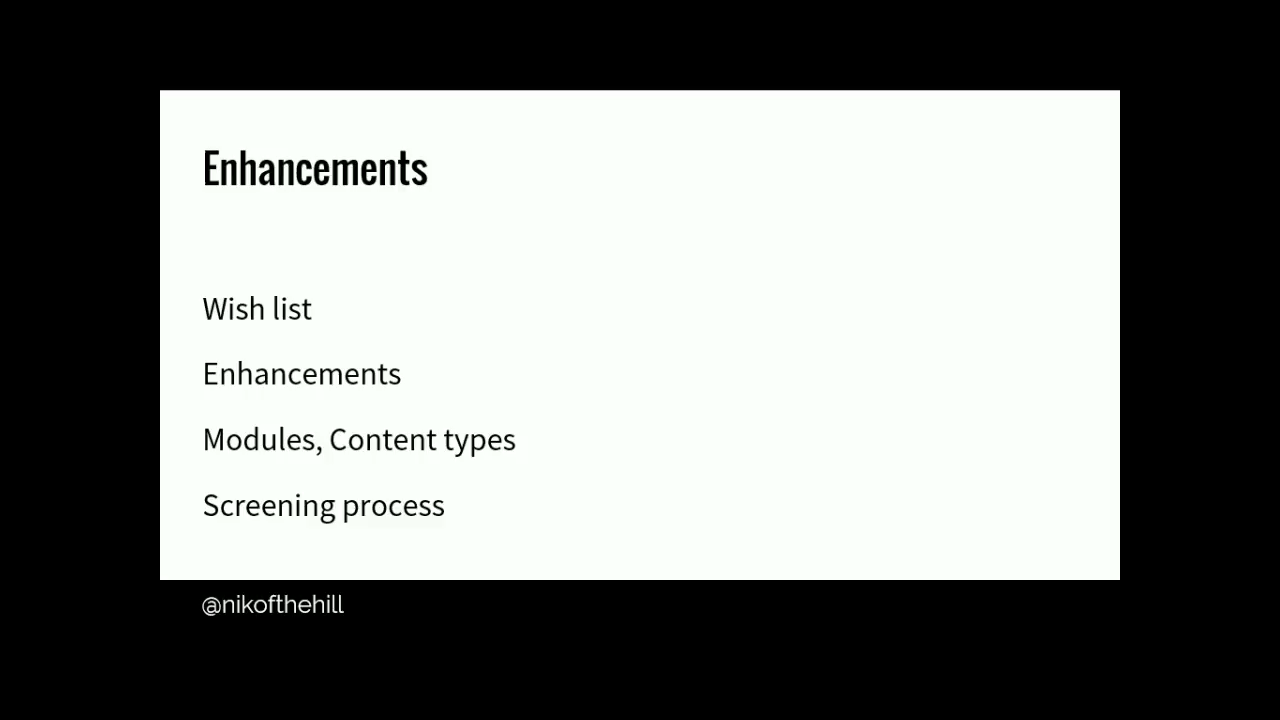 Enhancements
Wish list
Enhancements
Modules, Content types
Screening process
@nikofthehill